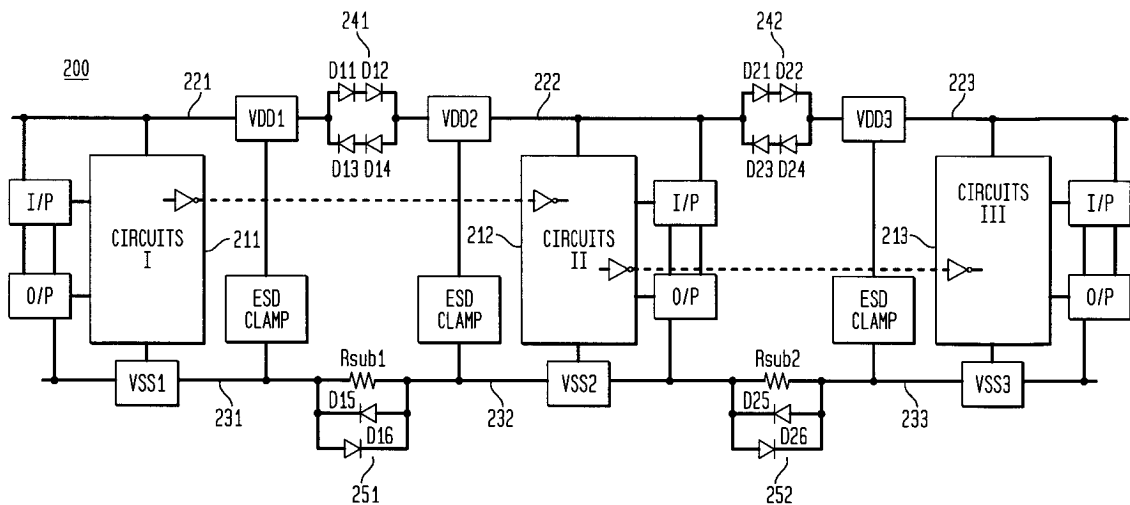 200
241
242
D11 D12
D21 D22
221
222
223
VDD1
VDD2
VDD3
D13 D14
D23 D24
I/P
CIRCUITS
I
211
O/P
ESD
CLAMP
ESD
CLAMP
212
CIRCUITS
II
I/P
O/P
213
ESD
CLAMP
CIRCUITS
III
I/P
O/P
VSS1
231
Rsub1
D15
D16
251
232
VSS2
Rsub2
D25
D26
252
233
VSS3